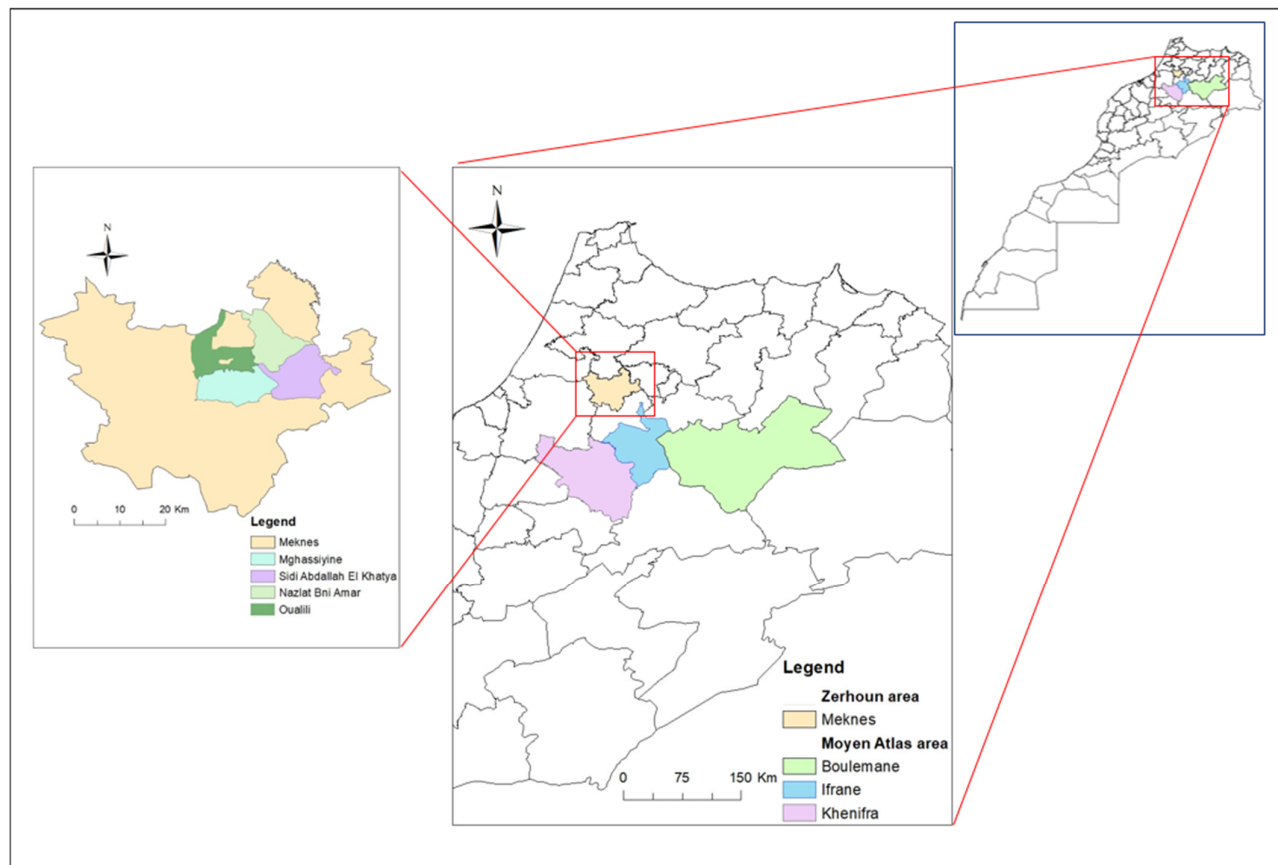 N
0 10 20 Km
Legend
Meknes
Mghassiyine
Sidi Abdallah El Khatya
Nazlat Bni Amar
Oualili
N
Legend
Zerhoun area
Meknes
Moyen Atlas area
Boulemane
Ifrane
Khenifra
0 75 150 Km